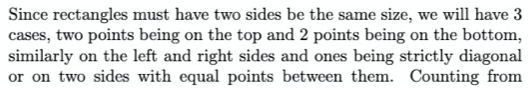 Since rectangles must have two sides be the same size, we will have 3
cases, two points being on the top and 2 points being on the bottom,
similarly on the left and right sides and ones being strictly diagonal
or on two sides with equal points between them. Counting from